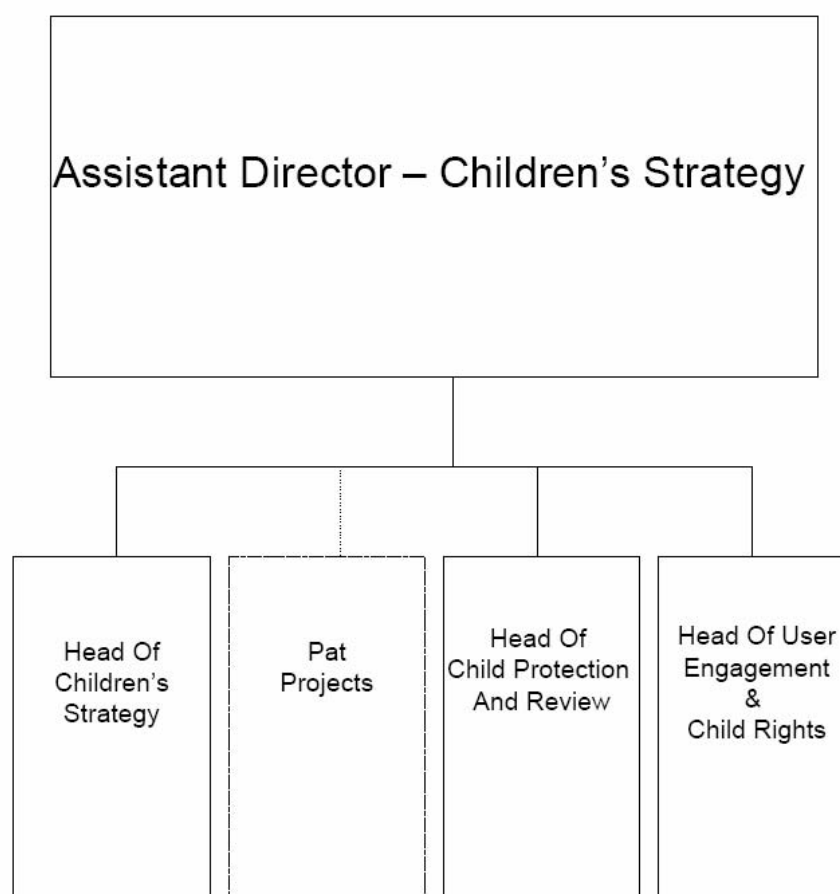 Assistant Director – Children’s Strategy
Head Of
Children’s
Strategy
Pat
Projects
Head Of
Child Protection
And Review
Head Of User
Engagement
&
Child Rights